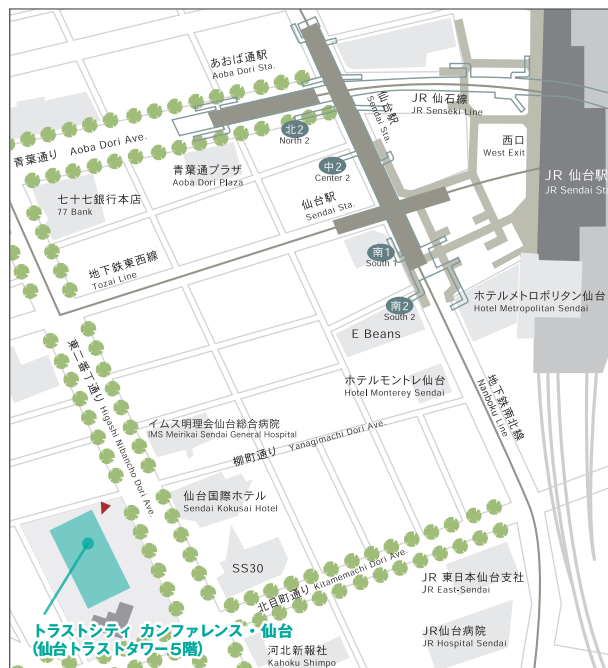 あおば通駅
Aoba Dori Sta.
仙台駅
Sendai Sta.
JR 仙石線
JR Senseki Line
青葉通り Aoba Dori Ave.
北2
North 2
西口
West Exit
青葉通プラザ
Aoba Dori Plaza
中2
Center 2
JR 仙台駅
JR Sendai Sta
七十七銀行本店
77 Bank
仙台駅
Sendai Sta.
地下鉄東西線
Tozai Line
南1
South 1
南2
South 2
ホテルメトロポリタン仙台
Hotel Metropolitan Sendai
E Beans
東二番丁通り Higashi Nibancho Dori Ave.
ホテルモントレ仙台
Hotel Monterey Sendai
地下鉄南北線
Nanboku Line
イムス明理会仙台総合病院
IMS Meirikai Sendai General Hospital
柳町通り Yanagimachi Dori Ave.
仙台国際ホテル
Sendai Kokusai Hotel
SS30
北目町通り Kitamemachi Dori Ave.
JR 東日本仙台支社
JR East-Sendai
トラストシティ カンファレンス・仙台
(仙台トラストタワー5階)
JR仙台病院
JR Hospital Sendai
河北新報社
Kahoku Shimpo